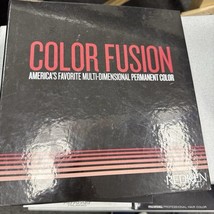 COLOR FUSION
AMERICA'S FAVORITE MULTI-DIMENSIONAL PERMANENT COLOR
REDKEN